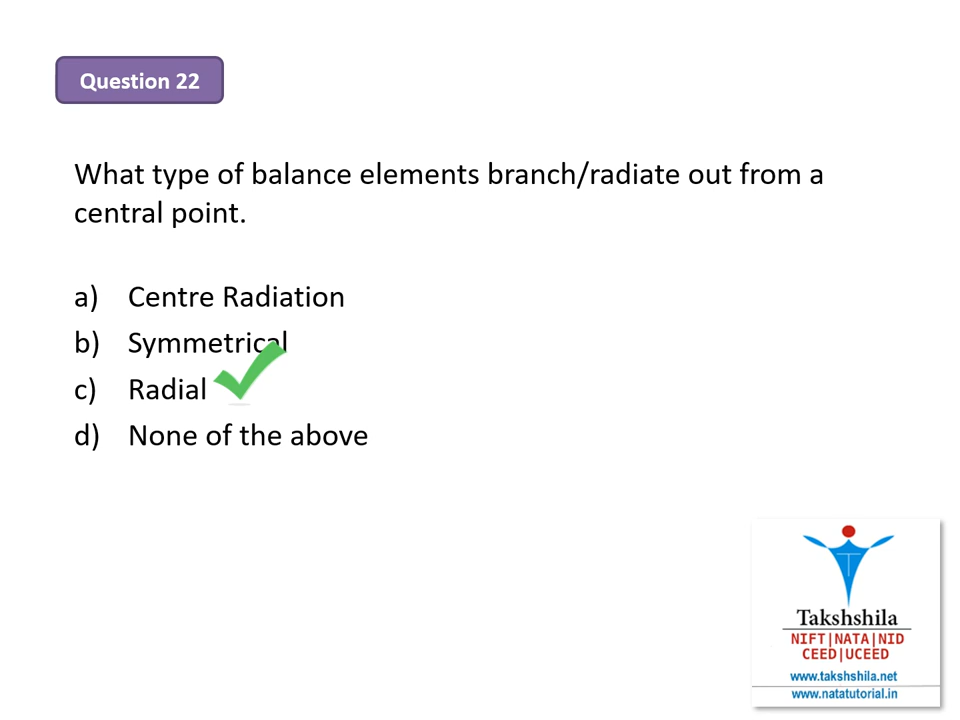 Question 22
What type of balance elements branch/radiate out from a
central point.
a) Centre Radiation
b) Symmetrical
c) Radial
d) None of the above
T
Takshshila
NIFT|NATA|NID
CEED|UCEED
www.takshshila.net
www.natatutorial.in